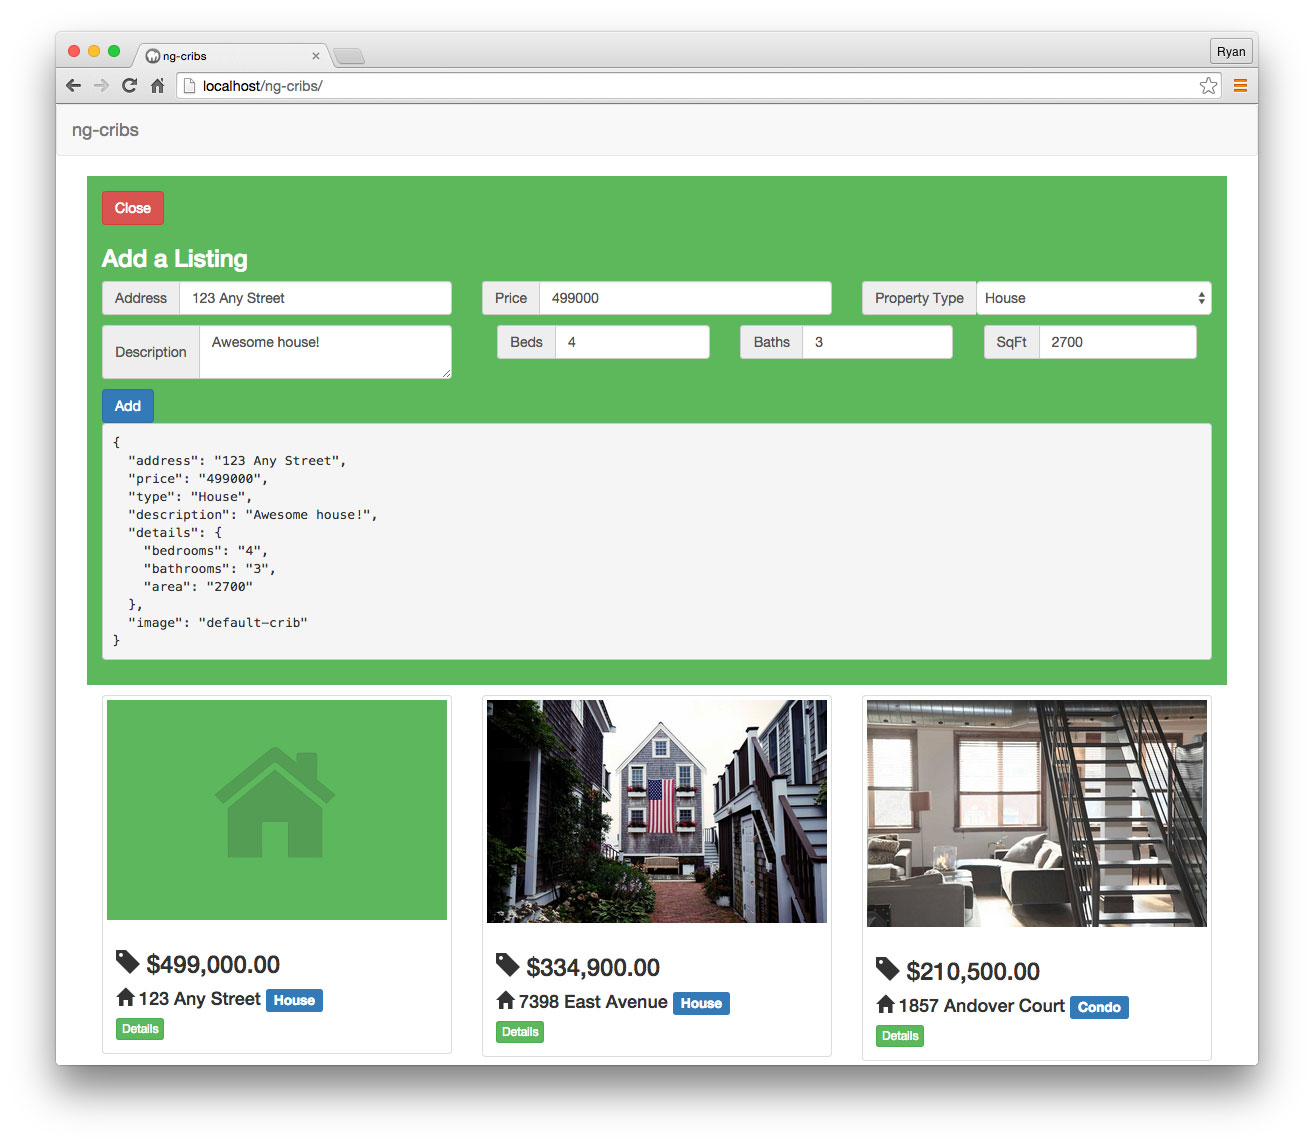 ng-cribs
Ryan
localhost/ng-cribs/
ng-cribs
Close
Add a Listing
Address 123 Any Street Price 499000 Property Type House
Description Awesome house! Beds 4 Baths 3 SqFt 2700
Add
{
"address": "123 Any Street",
"price": "499000",
"type": "House",
"description": "Awesome house!",
"details": {
"bedrooms": "4",
"bathrooms": "3",
"area": "2700"
},
"image": "default-crib"
}
$499,000.00
123 Any Street House
Details
$334,900.00
7398 East Avenue House
Details
$210,500.00
1857 Andover Court Condo
Details